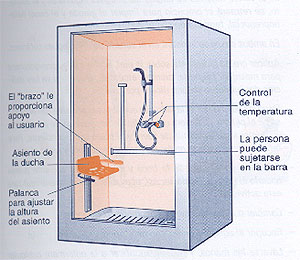 El "brazo" le
proporciona
apoyo
al usuario
Asiento de
la ducha
Palanca
para ajustar
la altura
del asiento
Control
de la
temperatura
La persona
puede
sujetarse
en la barra